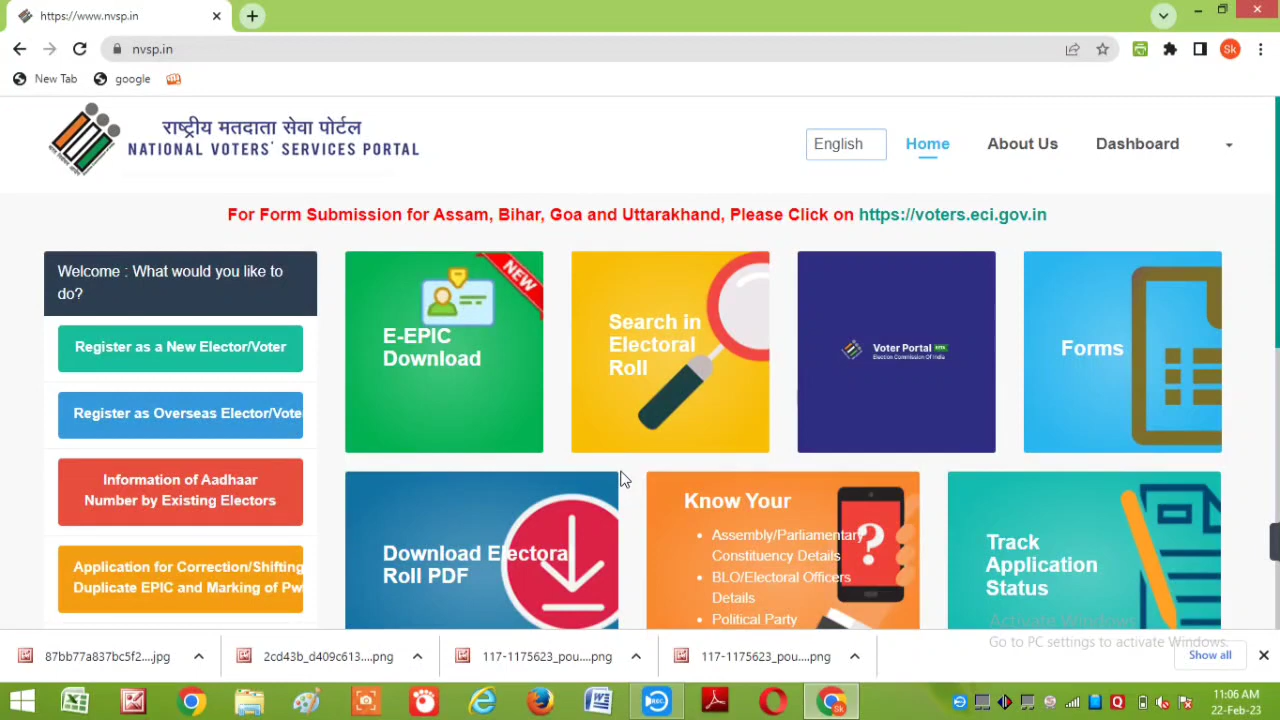 https://www.nvsp.in
nvsp.in
Sk
New Tab
google
राष्ट्रीय मतदाता सेवा पोर्टल
NATIONAL VOTERS' SERVICES PORTAL
English
Home
About Us
Dashboard
For Form Submission for Assam, Bihar, Goa and Uttarakhand, Please Click on https://voters.eci.gov.in
Welcome : What would you like to
do?
Register as a New Elector/Voter
Register as Overseas Elector/Vote
Information of Aadhaar
Number by Existing Electors
Application for Correction/Shifting
Duplicate EPIC and Marking of Pw
NEW
E-EPIC
Download
Search in
Electoral
Roll
Voter Portal
Election Commission Of India
Forms
Download Electora
Roll PDF
Know Your
Assembly/Parliamentary
Constituency Details
BLO/Electoral Officers
Details
Political Party
?
Track
Application
Status
Activate Windows
Go to PC settings to activate Windows.
87bb77a837bc5f2....jpg
2cd43b_d409c613....png
117-1175623_pou....png
117-1175623_pou....png
Show all
REC
11:06 AM
22-Feb-23